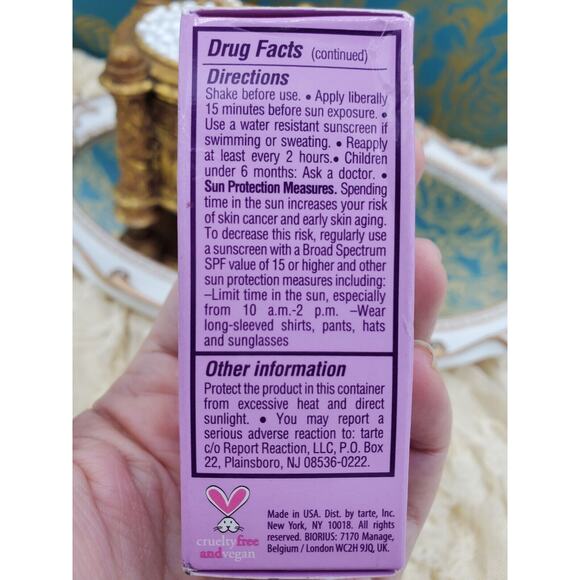 Drug Facts (continued)
Directions
Shake before use. • Apply liberally
15 minutes before sun exposure. •
Use a water resistant sunscreen if
swimming or sweating. • Reapply
at least every 2 hours. • Children
under 6 months: Ask a doctor. •
Sun Protection Measures. Spending
time in the sun increases your risk
of skin cancer and early skin aging.
To decrease this risk, regularly use
a sunscreen with a Broad Spectrum
SPF value of 15 or higher and other
sun protection measures including:
–Limit time in the sun, especially
from 10 a.m.-2 p.m. –Wear
long-sleeved shirts, pants, hats
and sunglasses
Other information
Protect the product in this container
from excessive heat and direct
sunlight. • You may report a
serious adverse reaction to: tarte
c/o Report Reaction, LLC, P.O. Box
22, Plainsboro, NJ 08536-0222.
crueltyfree
andvegan
Made in USA. Dist. by tarte, Inc.
New York, NY 10018. All rights
reserved. BIORIUS: 7170 Manage,
Belgium / London WC2H 9JQ, UK.